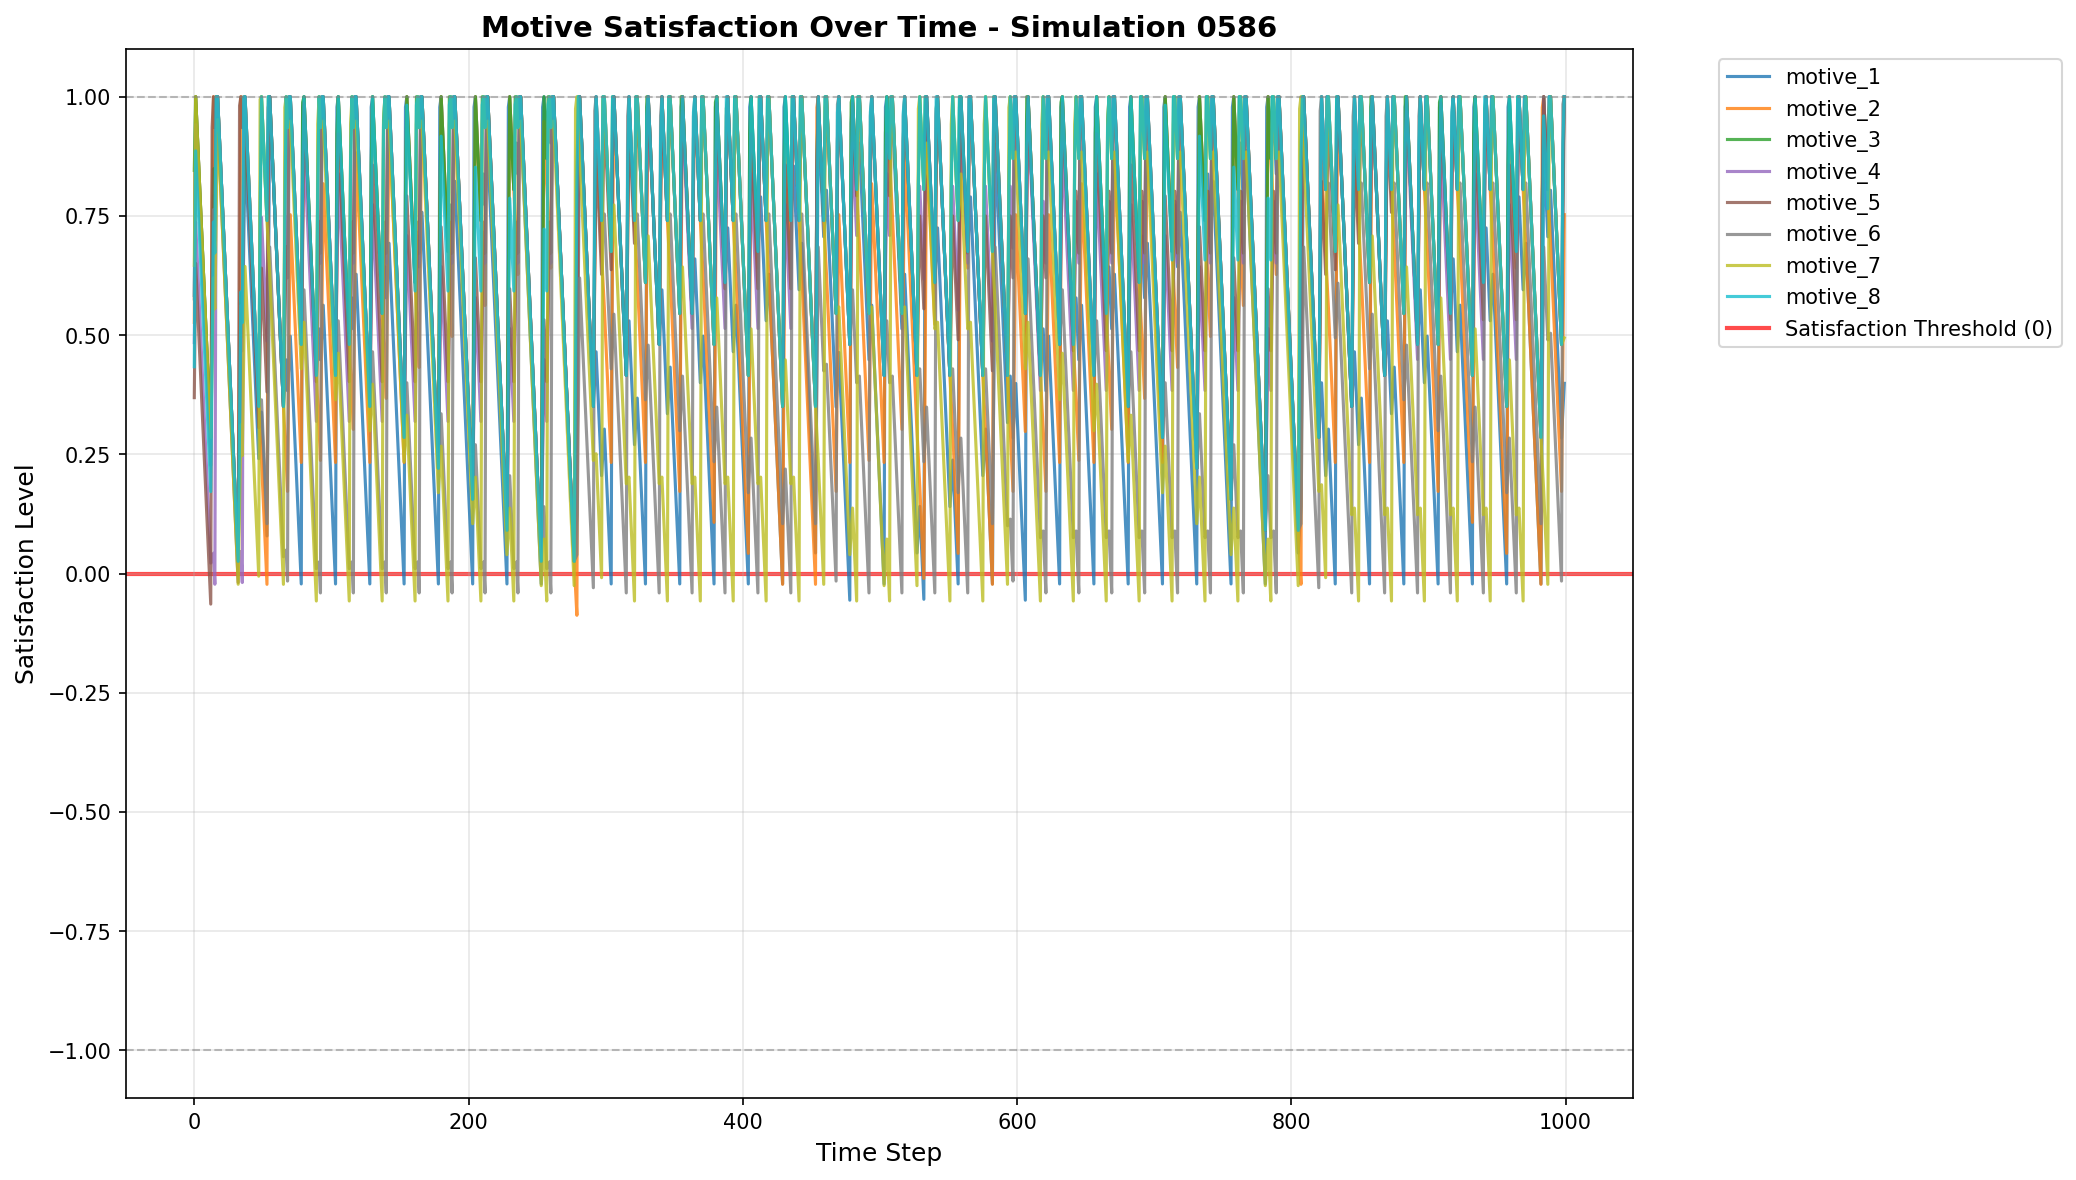 Motive Satisfaction Over Time - Simulation 0586
Satisfaction Level
1.00
0.75
0.50
0.25
0.00
−0.25
−0.50
−0.75
−1.00
0
200
400
600
800
1000
Time Step
motive_1
motive_2
motive_3
motive_4
motive_5
motive_6
motive_7
motive_8
Satisfaction Threshold (0)